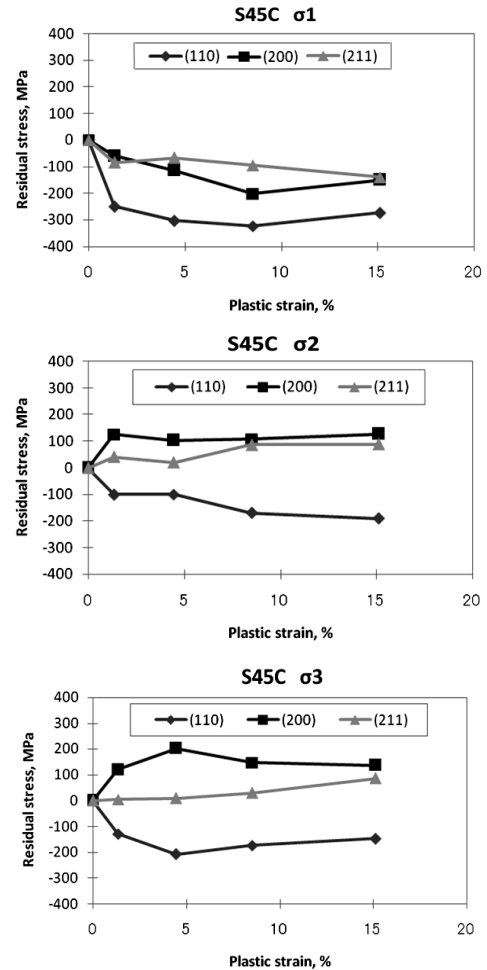 S45C σ1
400
300
200
100
0
-100
-200
-300
-400
Residual stress, MPa
(110) (200) (211)
0 5 10 15 20
Plastic strain, %
S45C σ2
400
300
200
100
0
-100
-200
-300
-400
Residual stress, MPa
(110) (200) (211)
0 5 10 15 20
Plastic strain, %
S45C σ3
400
300
200
100
0
-100
-200
-300
-400
Residual stress, MPa
(110) (200) (211)
0 5 10 15 20
Plastic strain, %